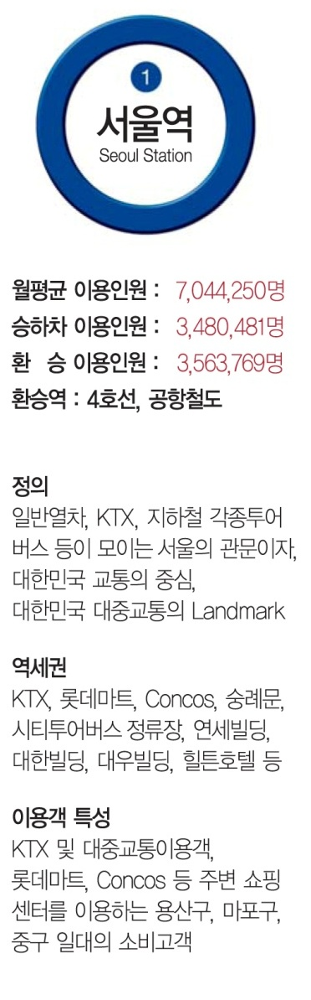 1
서울역
Seoul Station
월평균 이용인원 : 7,044,250명
승하차 이용인원 : 3,480,481명
환 승 이용인원 : 3,563,769명
환승역 : 4호선, 공항철도
정의
일반열차, KTX, 지하철 각종투어
버스 등이 모이는 서울의 관문이자,
대한민국 교통의 중심,
대한민국 대중교통의 Landmark
역세권
KTX, 롯데마트, Concos, 숭례문,
시티투어버스 정류장, 연세빌딩,
대한빌딩, 대우빌딩, 힐튼호텔 등
이용객 특성
KTX 및 대중교통이용객,
롯데마트, Concos 등 주변 쇼핑
센터를 이용하는 용산구, 마포구,
중구 일대의 소비고객